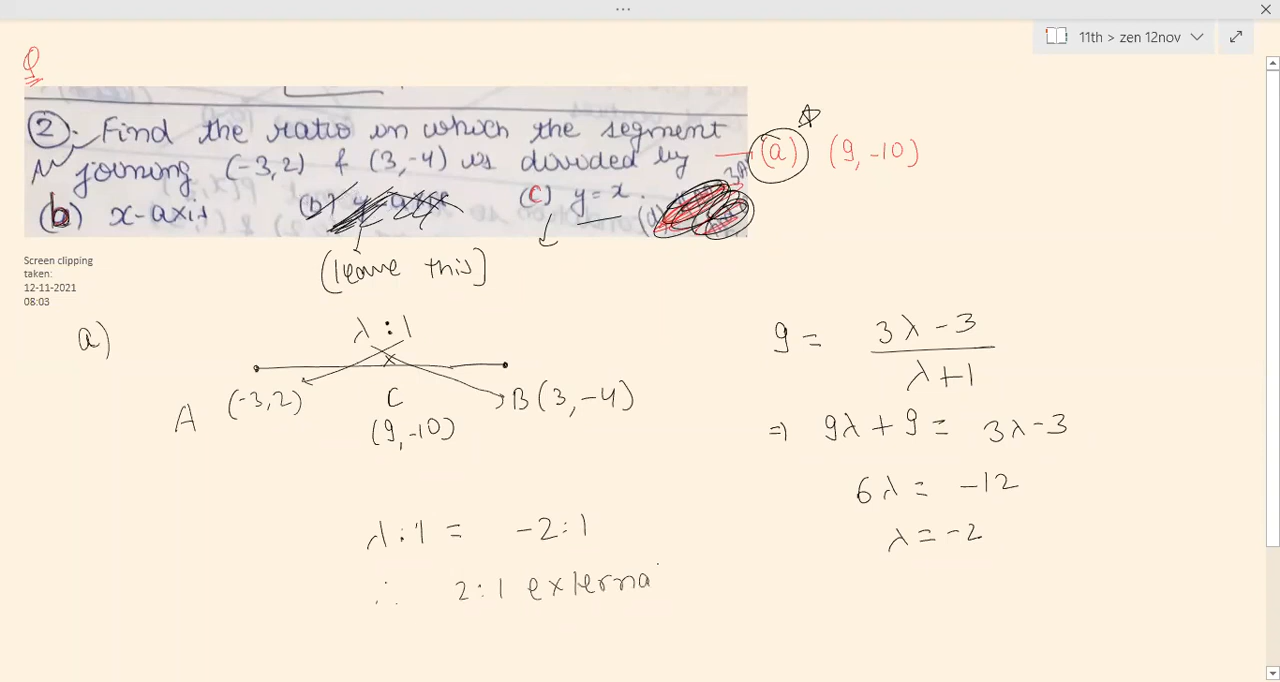 11th > zen 12nov
Q
② Find the ratio in which the segment
joining (-3,2) & (3,-4) is divided by → (a) (9,-10)
(b) x-axis (c) y=x.
(leave this)
Screen clipping
taken:
12-11-2021
08:03
a)
λ : 1
A (-3,2) C B(3,-4)
(9,-10)
9 = (3λ-3)/(λ+1)
⇒ 9λ+9 = 3λ-3
6λ = -12
λ = -2
λ:1 = -2:1
∴ 2:1 externa